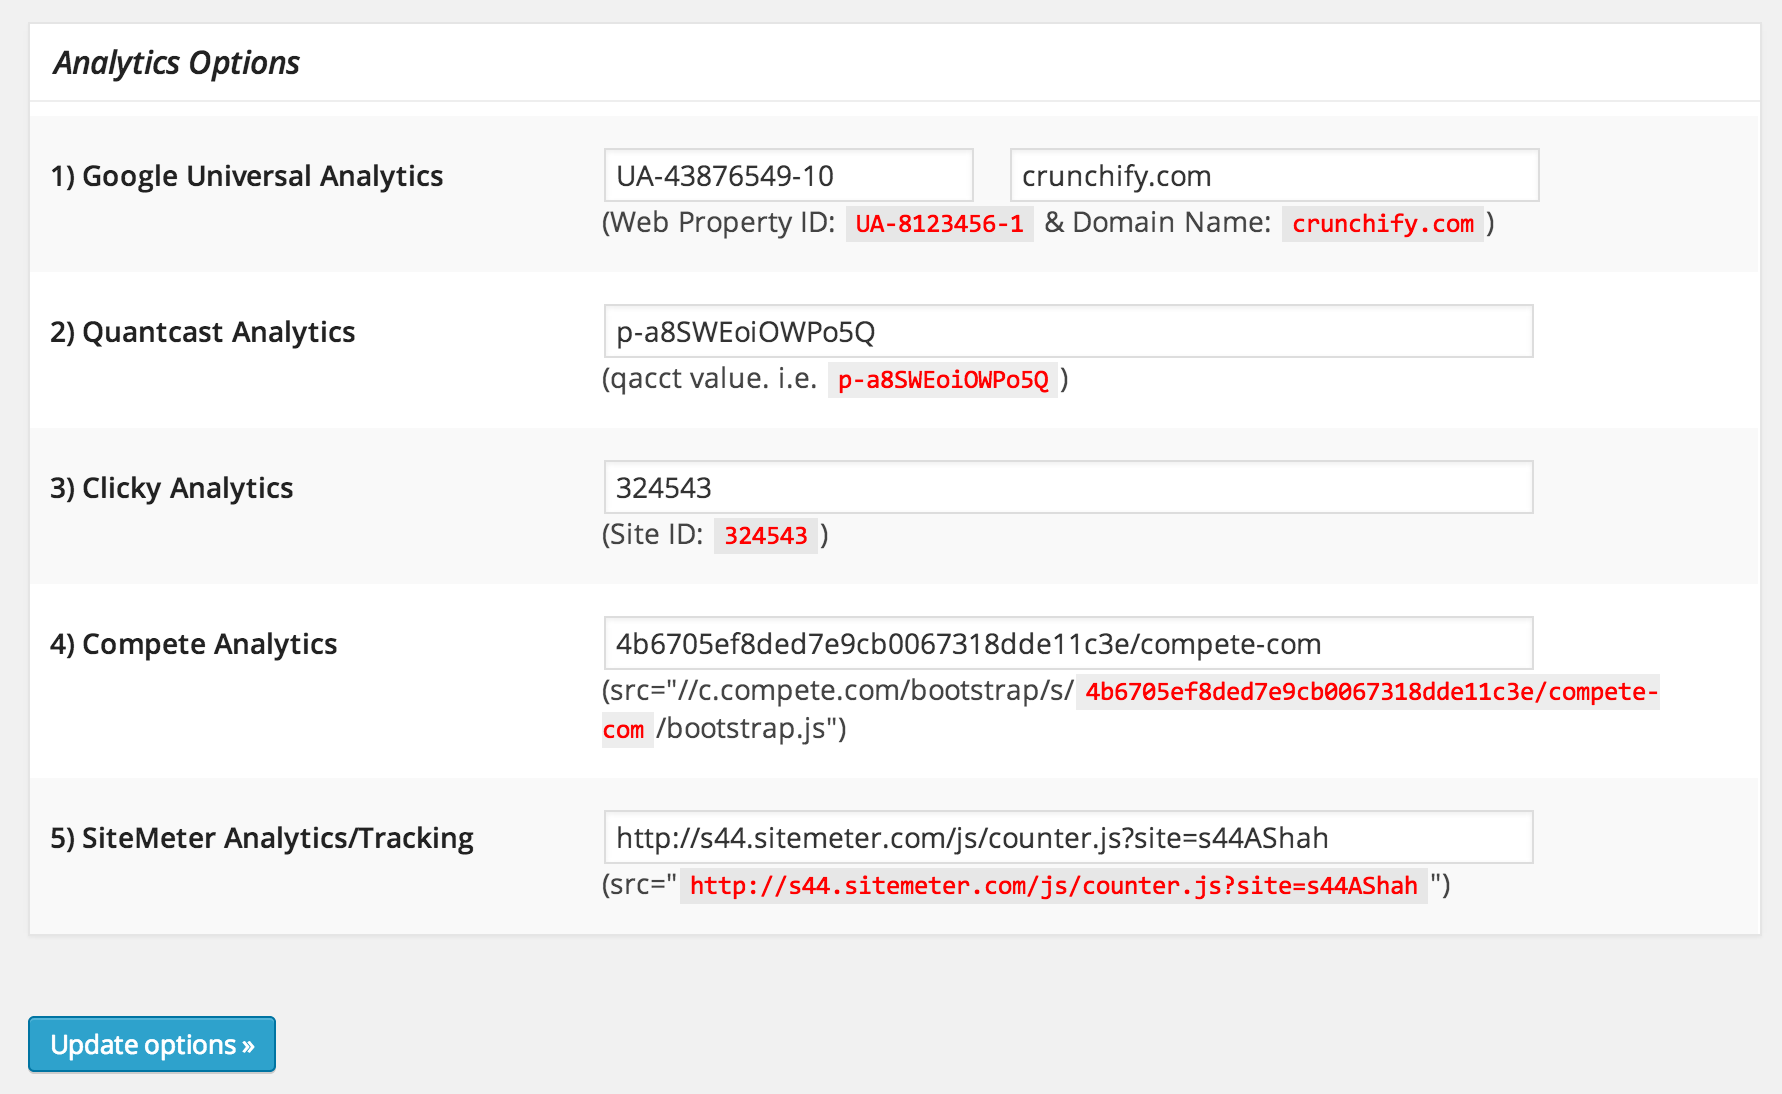 Analytics Options
1) Google Universal Analytics
UA-43876549-10 crunchify.com
(Web Property ID: UA-8123456-1 & Domain Name: crunchify.com )
2) Quantcast Analytics
p-a8SWEoiOWPo5Q
(qacct value. i.e. p-a8SWEoiOWPo5Q )
3) Clicky Analytics
324543
(Site ID: 324543 )
4) Compete Analytics
4b6705ef8ded7e9cb0067318dde11c3e/compete-com
(src="//c.compete.com/bootstrap/s/ 4b6705ef8ded7e9cb0067318dde11c3e/compete-
com /bootstrap.js")
5) SiteMeter Analytics/Tracking
http://s44.sitemeter.com/js/counter.js?site=s44AShah
(src=" http://s44.sitemeter.com/js/counter.js?site=s44AShah ")
Update options »